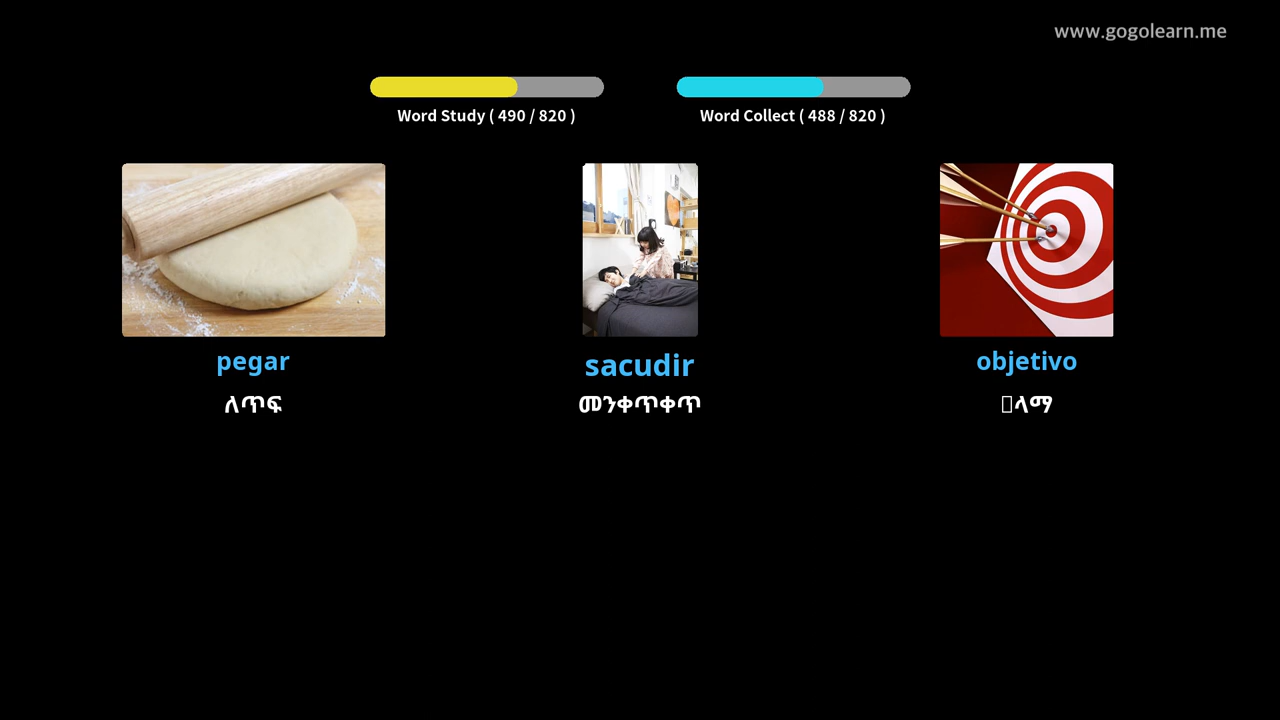 www.gogolearn.me
Word Study ( 490 / 820 )
Word Collect ( 488 / 820 )
pegar
sacudir
objetivo
ለጥፍ
መንቀጥቀጥ